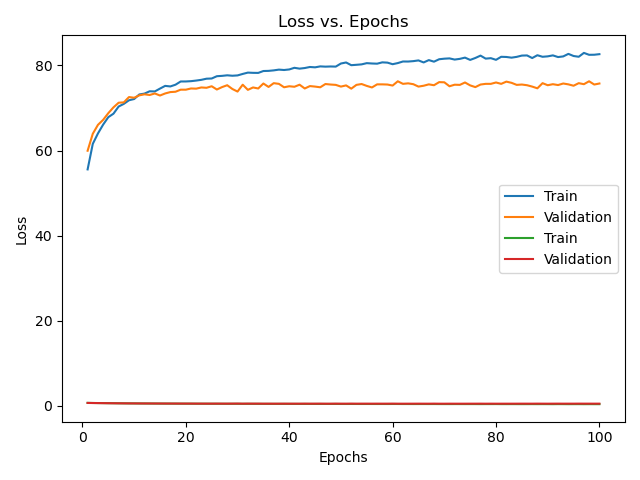 Loss vs. Epochs
Loss
80
60
40
20
0
Train
Validation
Train
Validation
0 20 40 60 80 100
Epochs